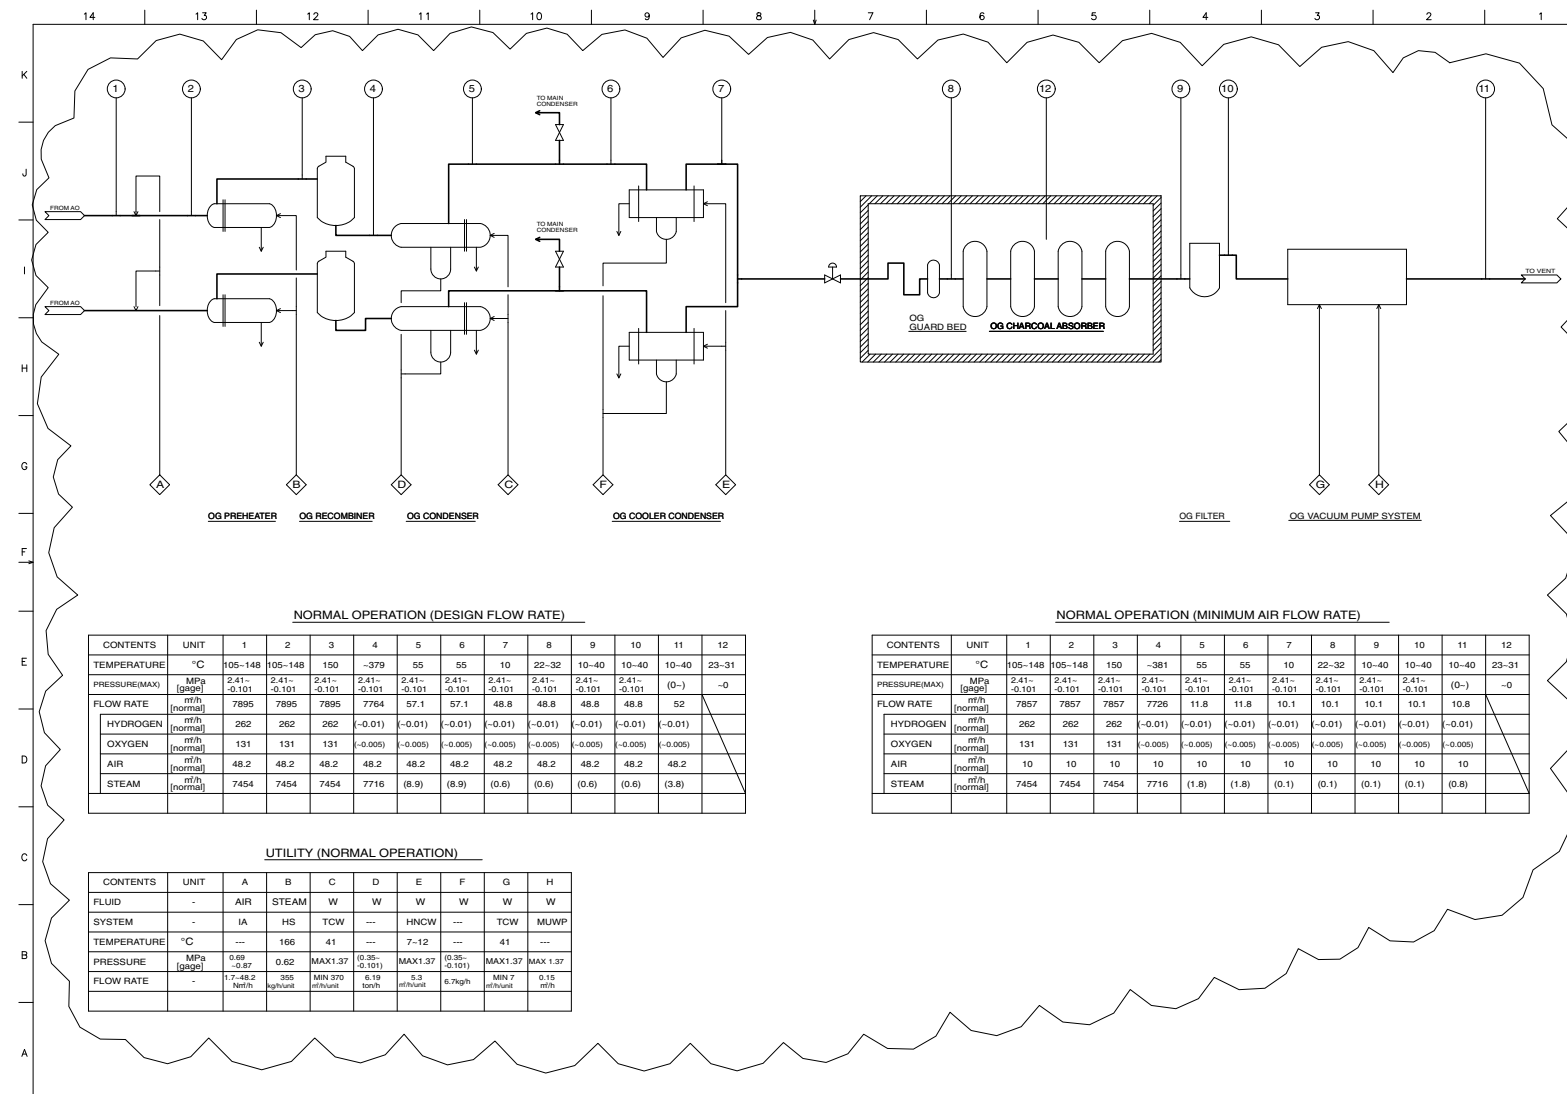 14 13 12 11 10 9 8 7 6 5 4 3 2 1
K
J
I
H
G
F
E
D
C
B
A
1 2 3 4 5 6 7 8 12 9 10 11
TO MAIN
CONDENSER
TO MAIN
CONDENSER
FROM AO
FROM AO
TO VENT
OG
GUARD BED
OG CHARCOAL ABSORBER
A B D C F E G H
OG PREHEATER OG RECOMBINER OG CONDENSER OG COOLER CONDENSER OG FILTER OG VACUUM PUMP SYSTEM
NORMAL OPERATION (DESIGN FLOW RATE)
CONTENTS UNIT 1 2 3 4 5 6 7 8 9 10 11 12
TEMPERATURE °C 105~148 105~148 150 ~379 55 55 10 22~32 10~40 10~40 10~40 23~31
PRESSURE(MAX) MPa [gage] 2.41~ -0.101 2.41~ -0.101 2.41~ -0.101 2.41~ -0.101 2.41~ -0.101 2.41~ -0.101 2.41~ -0.101 2.41~ -0.101 2.41~ -0.101 2.41~ -0.101 (0~) ~0
FLOW RATE m³/h [normal] 7895 7895 7895 7764 57.1 57.1 48.8 48.8 48.8 48.8 52
HYDROGEN m³/h [normal] 262 262 262 (~0.01) (~0.01) (~0.01) (~0.01) (~0.01) (~0.01) (~0.01) (~0.01)
OXYGEN m³/h [normal] 131 131 131 (~0.005) (~0.005) (~0.005) (~0.005) (~0.005) (~0.005) (~0.005) (~0.005)
AIR m³/h [normal] 48.2 48.2 48.2 48.2 48.2 48.2 48.2 48.2 48.2 48.2 48.2
STEAM m³/h [normal] 7454 7454 7454 7716 (8.9) (8.9) (0.6) (0.6) (0.6) (0.6) (3.8)
NORMAL OPERATION (MINIMUM AIR FLOW RATE)
CONTENTS UNIT 1 2 3 4 5 6 7 8 9 10 11 12
TEMPERATURE °C 105~148 105~148 150 ~381 55 55 10 22~32 10~40 10~40 10~40 23~31
PRESSURE(MAX) MPa [gage] 2.41~ -0.101 2.41~ -0.101 2.41~ -0.101 2.41~ -0.101 2.41~ -0.101 2.41~ -0.101 2.41~ -0.101 2.41~ -0.101 2.41~ -0.101 2.41~ -0.101 (0~) ~0
FLOW RATE m³/h [normal] 7857 7857 7857 7726 11.8 11.8 10.1 10.1 10.1 10.1 10.8
HYDROGEN m³/h [normal] 262 262 262 (~0.01) (~0.01) (~0.01) (~0.01) (~0.01) (~0.01) (~0.01) (~0.01)
OXYGEN m³/h [normal] 131 131 131 (~0.005) (~0.005) (~0.005) (~0.005) (~0.005) (~0.005) (~0.005) (~0.005)
AIR m³/h [normal] 10 10 10 10 10 10 10 10 10 10 10
STEAM m³/h [normal] 7454 7454 7454 7716 (1.8) (1.8) (0.1) (0.1) (0.1) (0.1) (0.8)
UTILITY (NORMAL OPERATION)
CONTENTS UNIT A B C D E F G H
FLUID - AIR STEAM W W W W W W
SYSTEM - IA HS TCW --- HNCW --- TCW MUWP
TEMPERATURE °C --- 166 41 --- 7~12 --- 41 ---
PRESSURE MPa [gage] 0.69 ~0.87 0.62 MAX1.37 (0.35~ -0.101) MAX1.37 (0.35~ -0.101) MAX1.37 MAX 1.37
FLOW RATE - 1.7~48.2 Nm³/h 355 kg/h/unit MIN 370 m³/h/unit 6.19 ton/h 5.3 m³/h/unit 6.7kg/h MIN 7 m³/h/unit 0.15 m³/h